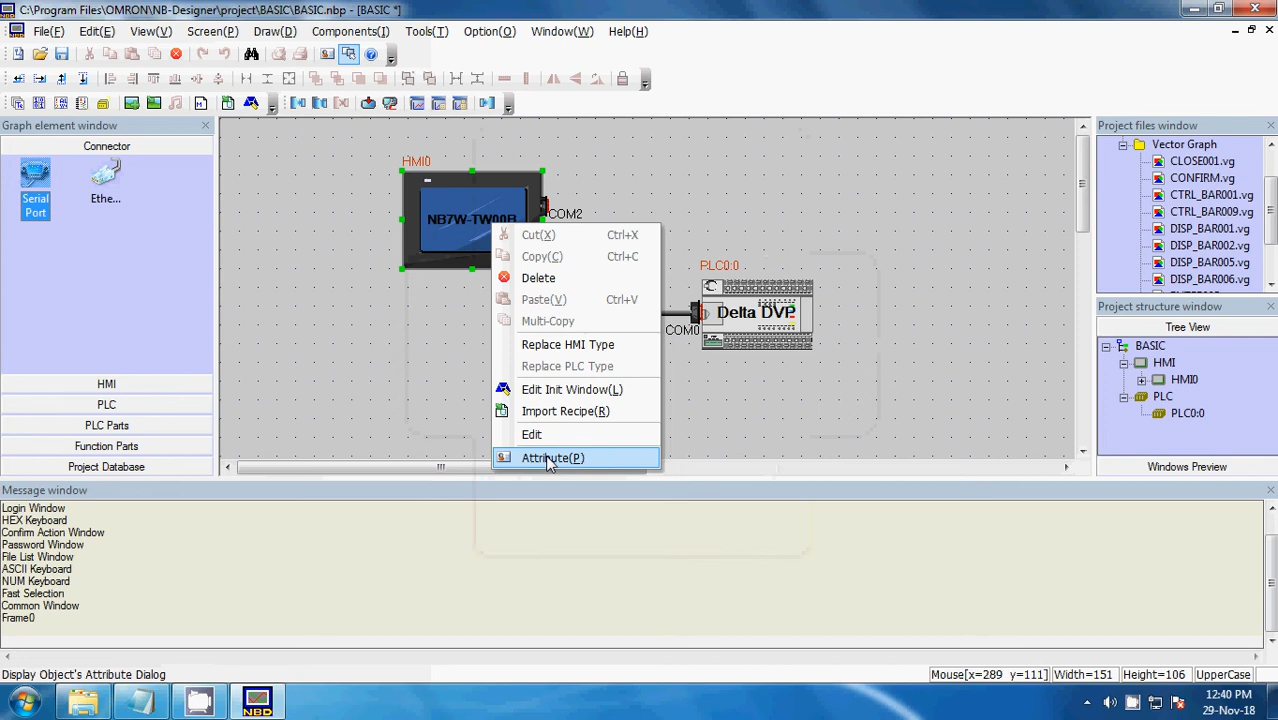 C:\Program Files\OMRON\NB-Designer\project\BASIC\BASIC.nbp - [BASIC *]
File(F) Edit(E) View(V) Screen(P) Draw(D) Components(I) Tools(T) Option(O) Window(W) Help(H)
Graph element window
Connector
Serial Port
Ethe...
HMI
PLC
PLC Parts
Function Parts
Project Database
HMI0
NB7W-TW00B
COM2
PLC0:0
Delta DVP
COM0
Cut(X) Ctrl+X
Copy(C) Ctrl+C
Delete
Paste(V) Ctrl+V
Multi-Copy
Replace HMI Type
Replace PLC Type
Edit Init Window(L)
Import Recipe(R)
Edit
Attribute(P)
Project files window
Vector Graph
CLOSE001.vg
CONFIRM.vg
CTRL_BAR001.vg
CTRL_BAR009.vg
DISP_BAR001.vg
DISP_BAR002.vg
DISP_BAR005.vg
DISP_BAR006.vg
Project structure window
Tree View
BASIC
HMI
HMI0
PLC
PLC0:0
Windows Preview
Message window
Login Window
HEX Keyboard
Confirm Action Window
Password Window
File List Window
ASCII Keyboard
NUM Keyboard
Fast Selection
Common Window
Frame0
Display Object's Attribute Dialog
Mouse[x=289 y=111] Width=151 Height=106 UpperCase
NBD
12:40 PM
29-Nov-18